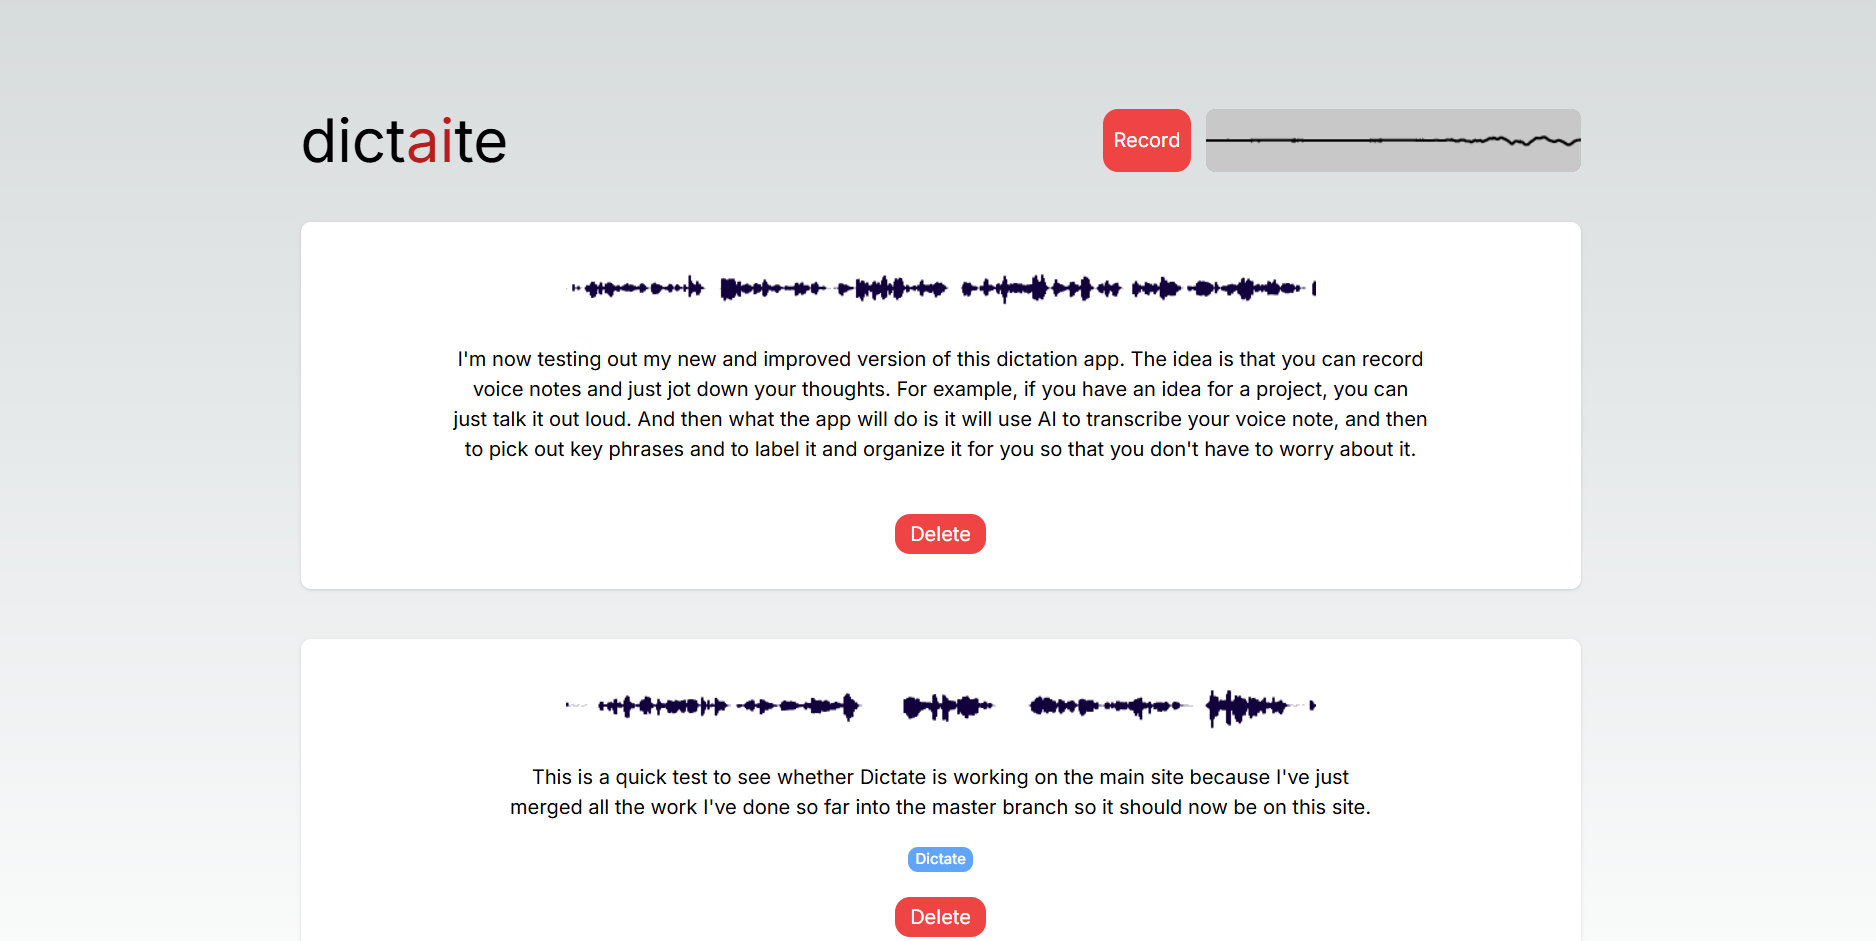 dictaite
Record
I'm now testing out my new and improved version of this dictation app. The idea is that you can record
voice notes and just jot down your thoughts. For example, if you have an idea for a project, you can
just talk it out loud. And then what the app will do is it will use AI to transcribe your voice note, and then
to pick out key phrases and to label it and organize it for you so that you don't have to worry about it.
Delete
This is a quick test to see whether Dictate is working on the main site because I've just
merged all the work I've done so far into the master branch so it should now be on this site.
Dictate
Delete